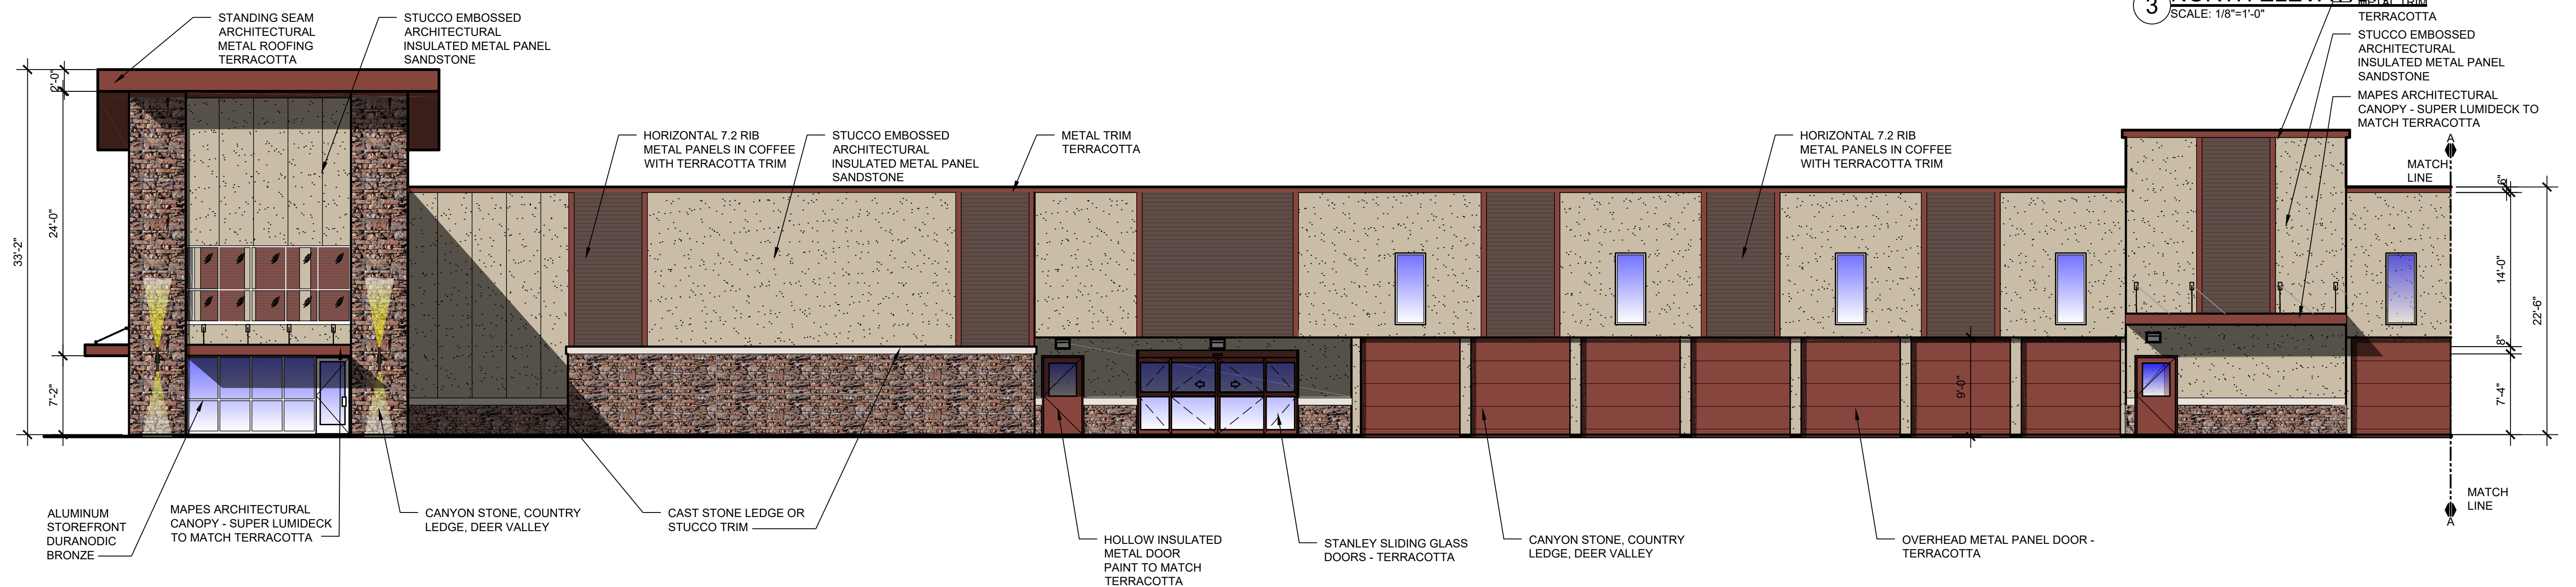 STANDING SEAM
ARCHITECTURAL
METAL ROOFING
TERRACOTTA
STUCCO EMBOSSED
ARCHITECTURAL
INSULATED METAL PANEL
SANDSTONE
3
SCALE: 1/8"=1'-0"
METAL TRIM
TERRACOTTA
STUCCO EMBOSSED
ARCHITECTURAL
INSULATED METAL PANEL
SANDSTONE
MAPES ARCHITECTURAL
CANOPY - SUPER LUMIDECK TO
MATCH TERRACOTTA
HORIZONTAL 7.2 RIB
METAL PANELS IN COFFEE
WITH TERRACOTTA TRIM
STUCCO EMBOSSED
ARCHITECTURAL
INSULATED METAL PANEL
SANDSTONE
METAL TRIM
TERRACOTTA
HORIZONTAL 7.2 RIB
METAL PANELS IN COFFEE
WITH TERRACOTTA TRIM
A
MATCH
LINE
2'-0"
24'-0"
33'-2"
7'-2"
6"
14'-0"
22'-6"
8"
7'-4"
9'-0"
ALUMINUM
STOREFRONT
DURANODIC
BRONZE
MAPES ARCHITECTURAL
CANOPY - SUPER LUMIDECK
TO MATCH TERRACOTTA
CANYON STONE, COUNTRY
LEDGE, DEER VALLEY
CAST STONE LEDGE OR
STUCCO TRIM
HOLLOW INSULATED
METAL DOOR
PAINT TO MATCH
TERRACOTTA
STANLEY SLIDING GLASS
DOORS - TERRACOTTA
CANYON STONE, COUNTRY
LEDGE, DEER VALLEY
OVERHEAD METAL PANEL DOOR -
TERRACOTTA
MATCH
LINE
A